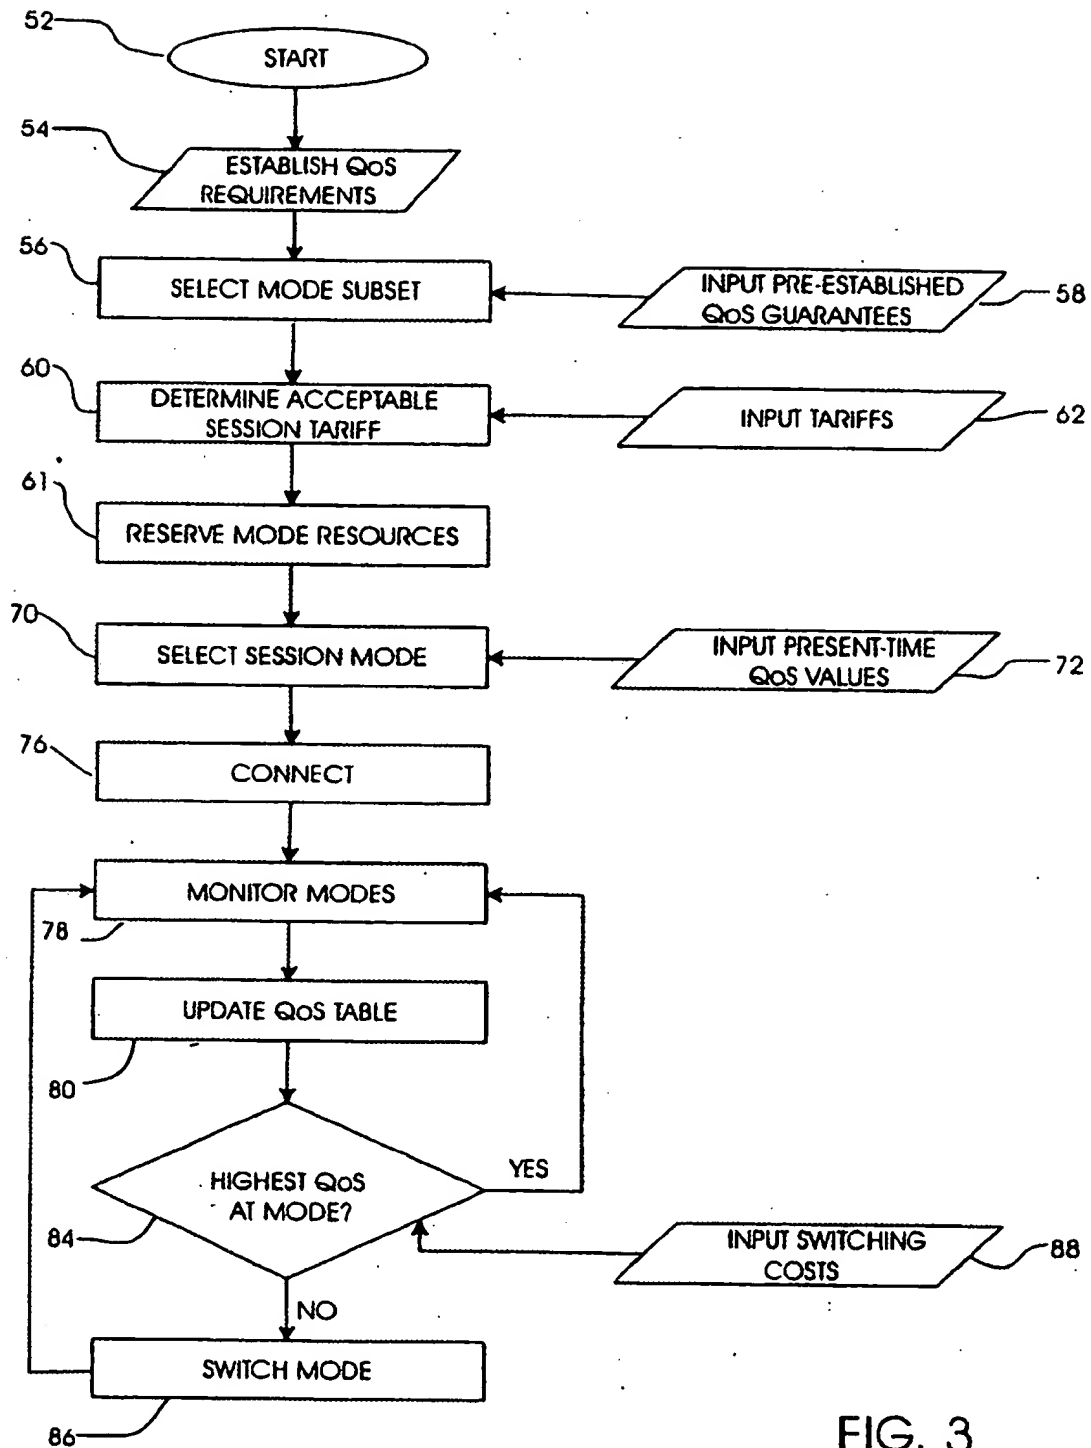 52
START
54
ESTABLISH QoS
REQUIREMENTS
56
SELECT MODE SUBSET
INPUT PRE-ESTABLISHED
QoS GUARANTEES
58
60
DETERMINE ACCEPTABLE
SESSION TARIFF
INPUT TARIFFS
62
61
RESERVE MODE RESOURCES
70
SELECT SESSION MODE
INPUT PRESENT-TIME
QoS VALUES
72
76
CONNECT
MONITOR MODES
78
UPDATE QoS TABLE
80
HIGHEST QoS
AT MODE?
YES
84
INPUT SWITCHING
COSTS
88
NO
SWITCH MODE
86
FIG. 3